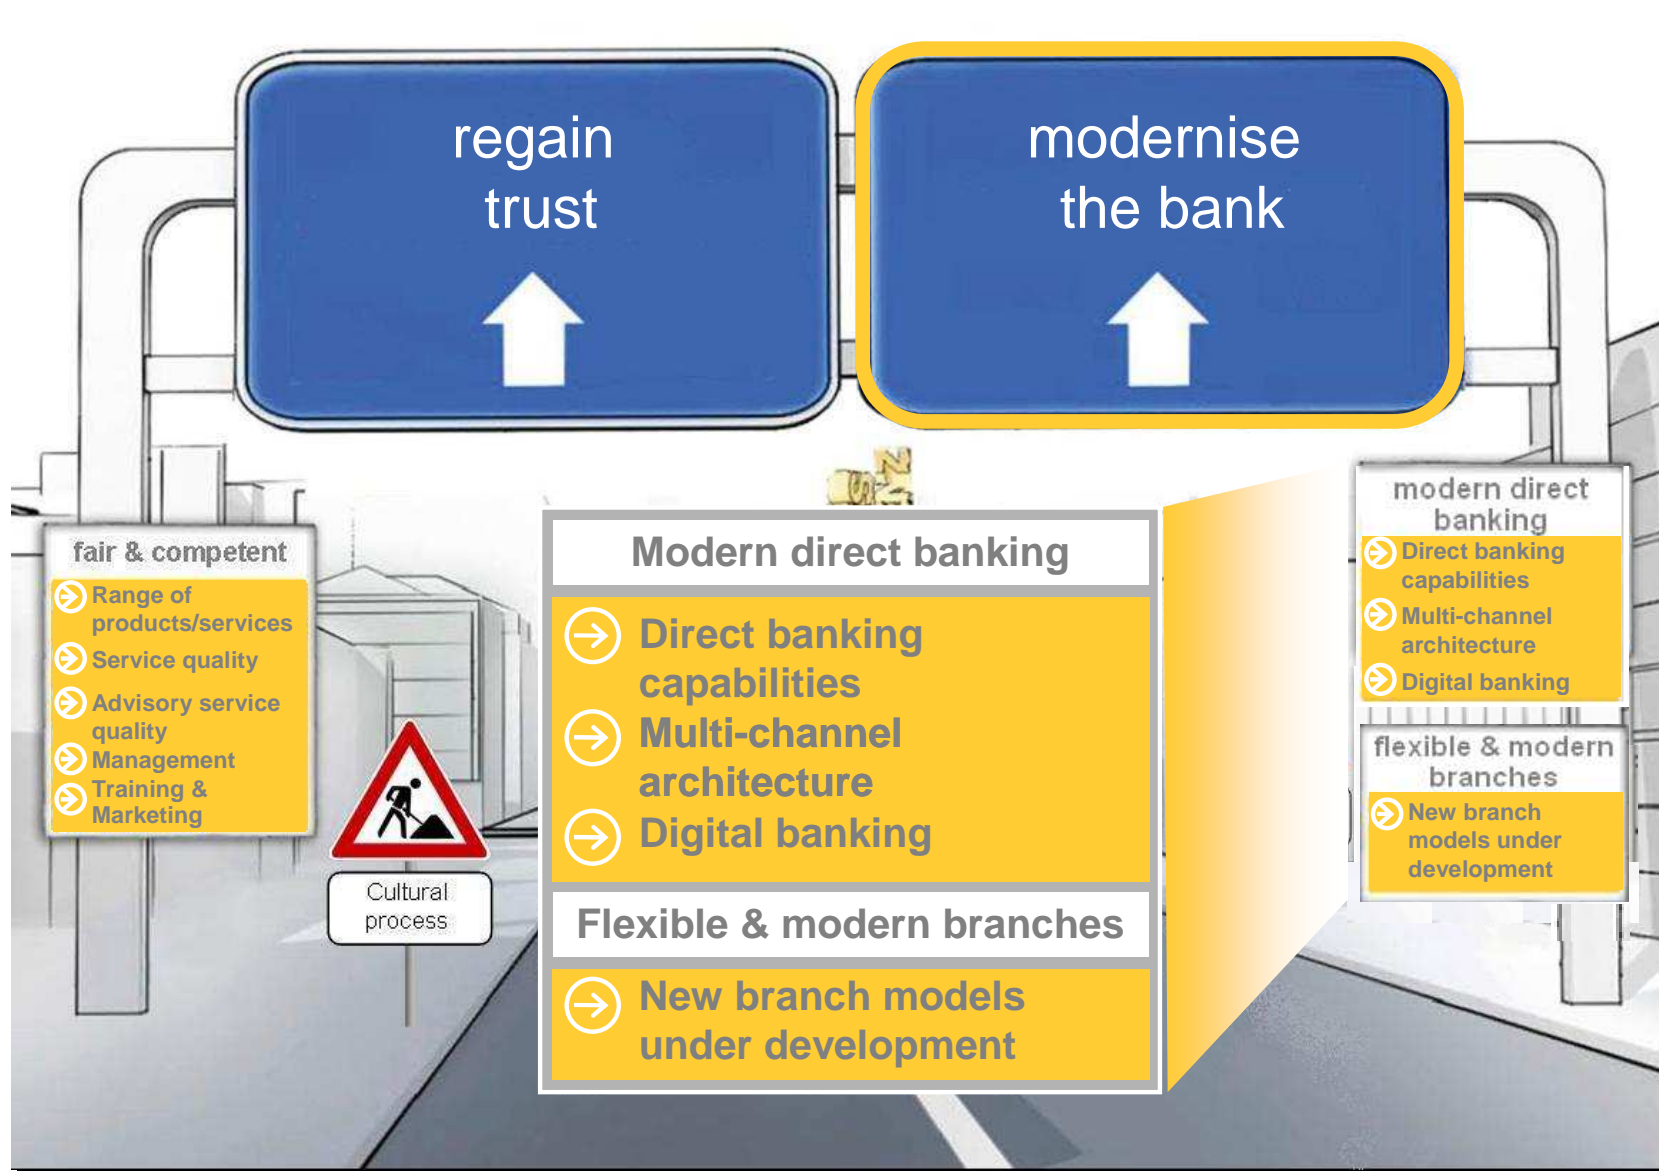 regain
trust
modernise
the bank
fair & competent
Range of
products/services
Service quality
Advisory service
quality
Management
Training &
Marketing
Cultural
process
Modern direct banking
Direct banking
capabilities
Multi-channel
architecture
Digital banking
Flexible & modern branches
New branch models
under development
modern direct
banking
Direct banking
capabilities
Multi-channel
architecture
Digital banking
flexible & modern
branches
New branch
models under
development